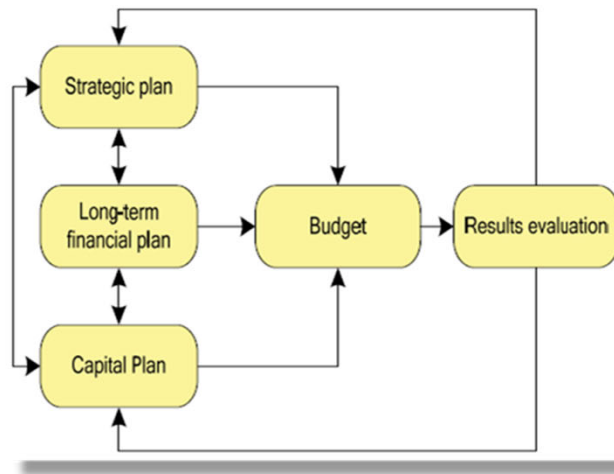 Strategic plan
Long-term
financial plan
Budget
Results evaluation
Capital Plan